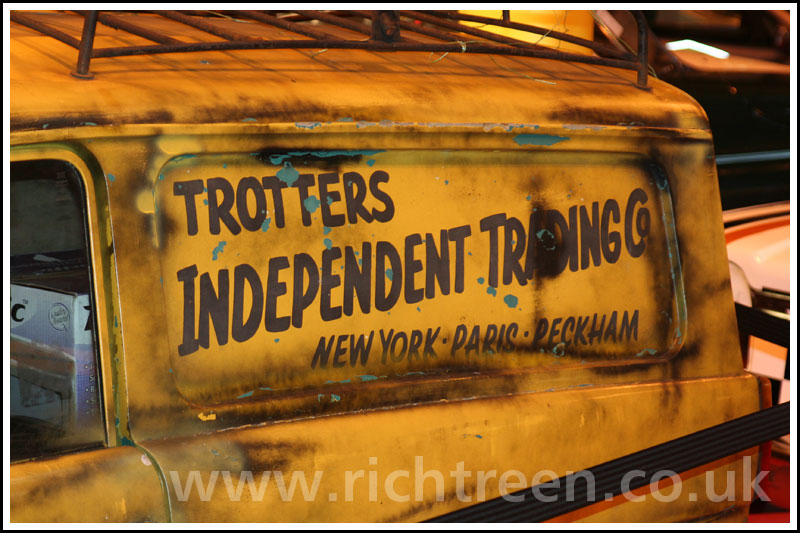 TROTTERS
INDEPENDENT TRADING Co
NEW YORK · PARIS · PECKHAM
www.richtreen.co.uk